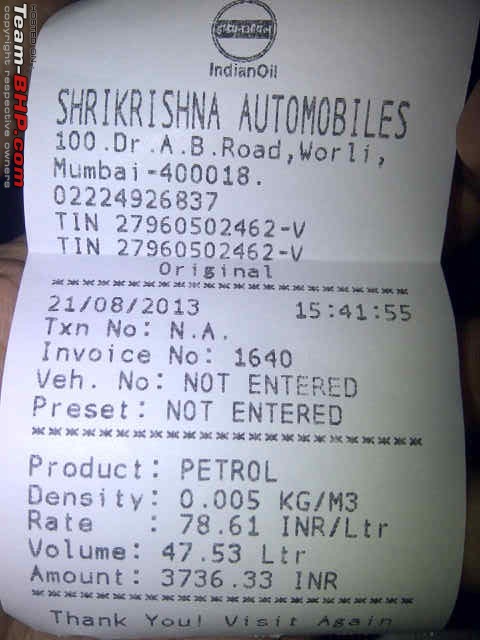 इंडियनऑयल
IndianOil
SHRIKRISHNA AUTOMOBILES
100.Dr.A.B.Road,Worli,
Mumbai-400018.
02224926837
TIN 27960502462-V
TIN 27960502462-V
Original
************************************
21/08/2013 15:41:55
Txn No: N.A.
Invoice No: 1640
Veh. No: NOT ENTERED
Preset: NOT ENTERED
************************************
Product: PETROL
Density: 0.005 KG/M3
Rate : 78.61 INR/Ltr
Volume: 47.53 Ltr
Amount: 3736.33 INR
************************************
Thank You! Visit Again
HOSTED ON
Team-BHP.com
copyright respective owners